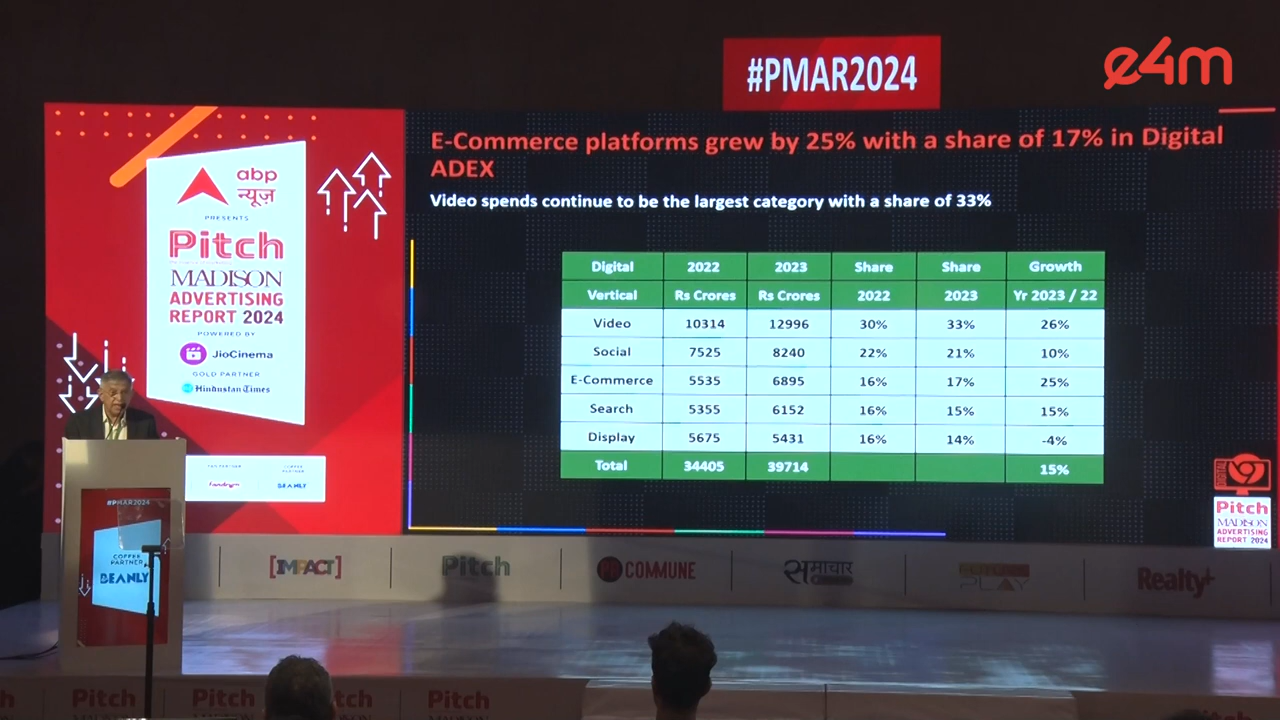 #PMAR2024
e4m
abp
न्यूज़
PRESENTS
Pitch
MADISON
ADVERTISING
REPORT 2024
POWERED BY
JioCinema
GOLD PARTNER
Hindustan Times
E-Commerce platforms grew by 25% with a share of 17% in Digital
ADEX
Video spends continue to be the largest category with a share of 33%
Digital 2022 2023 Share Share Growth
Vertical Rs Crores Rs Crores 2022 2023 Yr 2023 / 22
Video 10314 12996 30% 33% 26%
Social 7525 8240 22% 21% 10%
E-Commerce 5535 6895 16% 17% 25%
Search 5355 6152 16% 15% 15%
Display 5675 5431 16% 14% -4%
Total 34405 39714 15%
BEANLY
DIGITAL
Pitch
MADISON
ADVERTISING
REPORT 2024
#PMAR2024
COFFEE
PARTNER
BEANLY
[IMPACT]
Pitch
COMMUNE
समाचार
PLAY
Realty+
Pitch
Pitch
Pitch